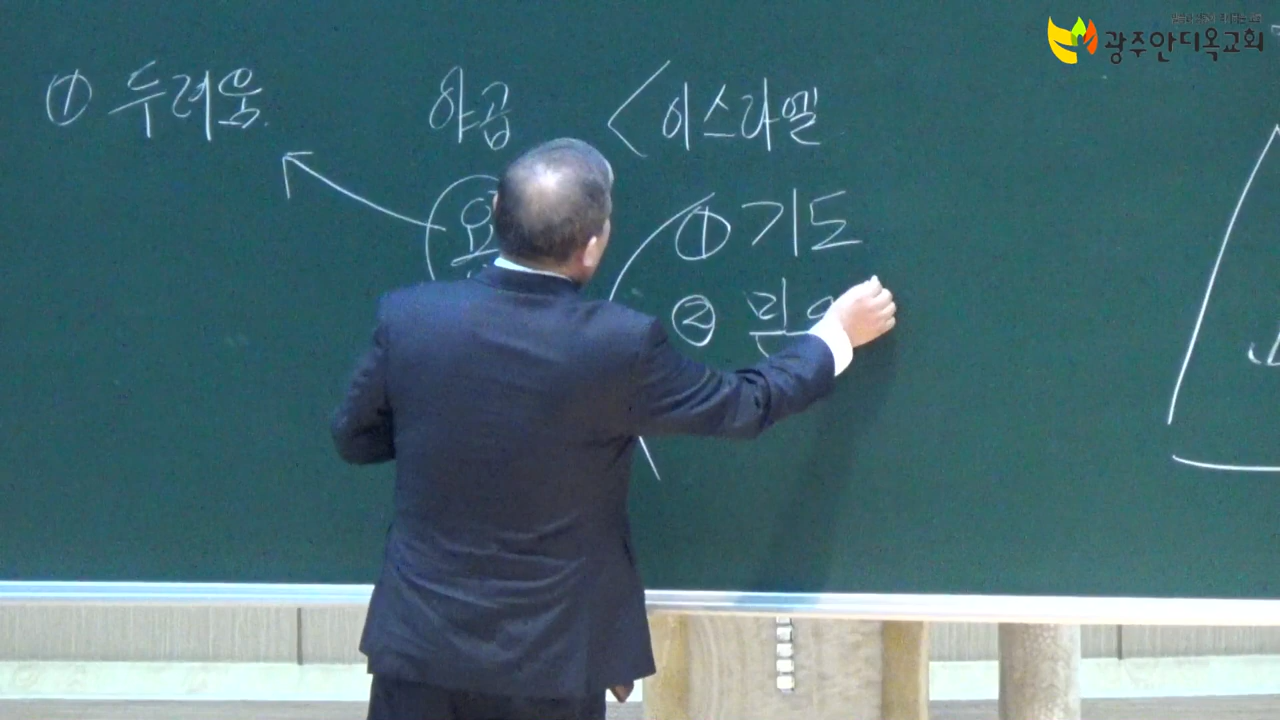 광주안디옥교회
① 두려움.
야곱 < 이스라엘
요
① 기도
② 믿